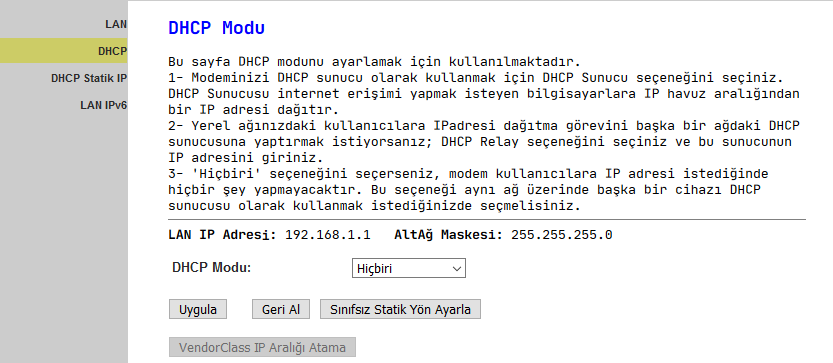 LAN
DHCP
DHCP Statik IP
LAN IPv6
DHCP Modu
Bu sayfa DHCP modunu ayarlamak için kullanılmaktadır.
1- Modeminizi DHCP sunucu olarak kullanmak için DHCP Sunucu seçeneğini seçiniz.
DHCP Sunucusu internet erişimi yapmak isteyen bilgisayarlara IP havuz aralığından
bir IP adresi dağıtır.
2- Yerel ağınızdaki kullanıcılara IPadresi dağıtma görevini başka bir ağdaki DHCP
sunucusuna yaptırmak istiyorsanız; DHCP Relay seçeneğini seçiniz ve bu sunucunun
IP adresini giriniz.
3- 'Hiçbiri' seçeneğini seçerseniz, modem kullanıcılara IP adresi istediğinde
hiçbir şey yapmayacaktır. Bu seçeneği aynı ağ üzerinde başka bir cihazı DHCP
sunucusu olarak kullanmak istediğinizde seçmelisiniz.
LAN IP Adresi: 192.168.1.1 AltAğ Maskesi: 255.255.255.0
DHCP Modu: Hiçbiri
Uygula Geri Al Sınıfsız Statik Yön Ayarla
VendorClass IP Aralığı Atama